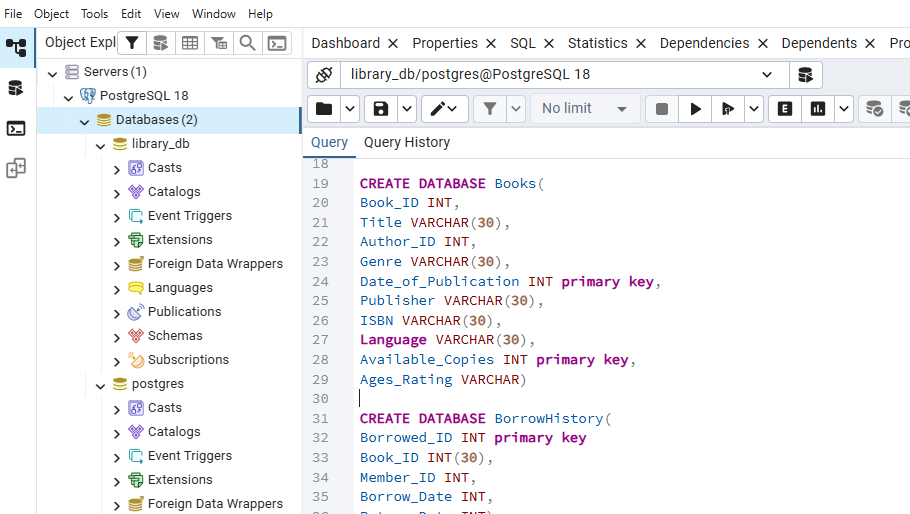 File Object Tools Edit View Window Help
Object Expl
Dashboard Properties SQL Statistics Dependencies Dependents Pro
Servers (1)
PostgreSQL 18
Databases (2)
library_db
Casts
Catalogs
Event Triggers
Extensions
Foreign Data Wrappers
Languages
Publications
Schemas
Subscriptions
postgres
Casts
Catalogs
Event Triggers
Extensions
Foreign Data Wrappers
library_db/postgres@PostgreSQL 18
No limit
E
Query Query History
18
19 CREATE DATABASE Books(
20 Book_ID INT,
21 Title VARCHAR(30),
22 Author_ID INT,
23 Genre VARCHAR(30),
24 Date_of_Publication INT primary key,
25 Publisher VARCHAR(30),
26 ISBN VARCHAR(30),
27 Language VARCHAR(30),
28 Available_Copies INT primary key,
29 Ages_Rating VARCHAR)
30
31 CREATE DATABASE BorrowHistory(
32 Borrowed_ID INT primary key
33 Book_ID INT(30),
34 Member_ID INT,
35 Borrow_Date INT,